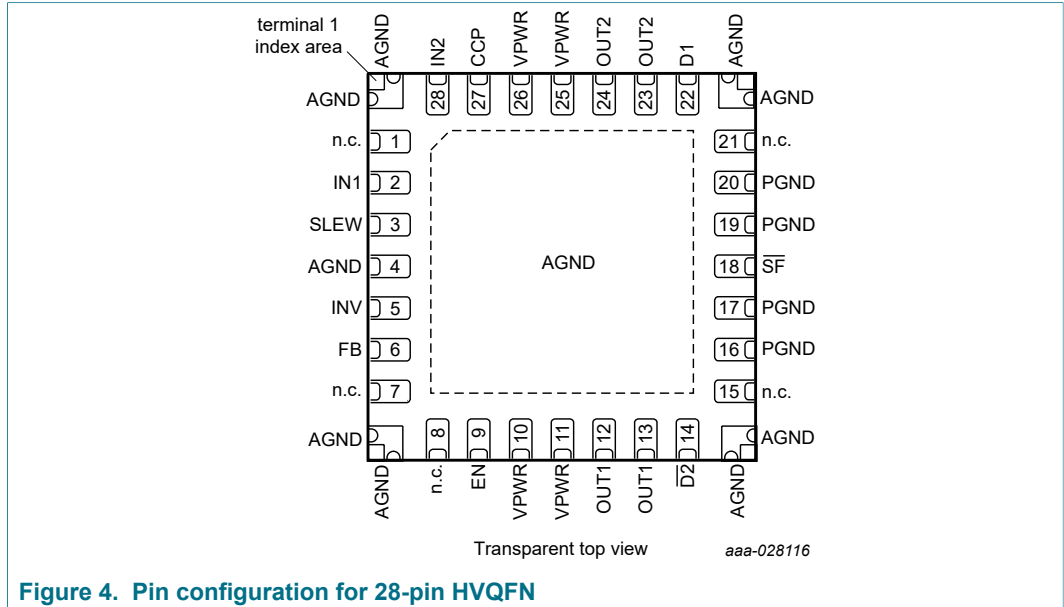 terminal 1
index area
AGND
IN2
CCP
VPWR
VPWR
OUT2
OUT2
D1
AGND
28
27
26
25
24
23
22
AGND
AGND
n.c.
1
21
n.c.
IN1
2
20
PGND
SLEW
3
19
PGND
AGND
4
AGND
18
S̅F̅
INV
5
17
PGND
FB
6
16
PGND
n.c.
7
15
n.c.
AGND
8
9
10
11
12
13
14
AGND
AGND
n.c.
EN
VPWR
VPWR
OUT1
OUT1
D̅2̅
AGND
Transparent top view
aaa-028116
Figure 4. Pin configuration for 28-pin HVQFN